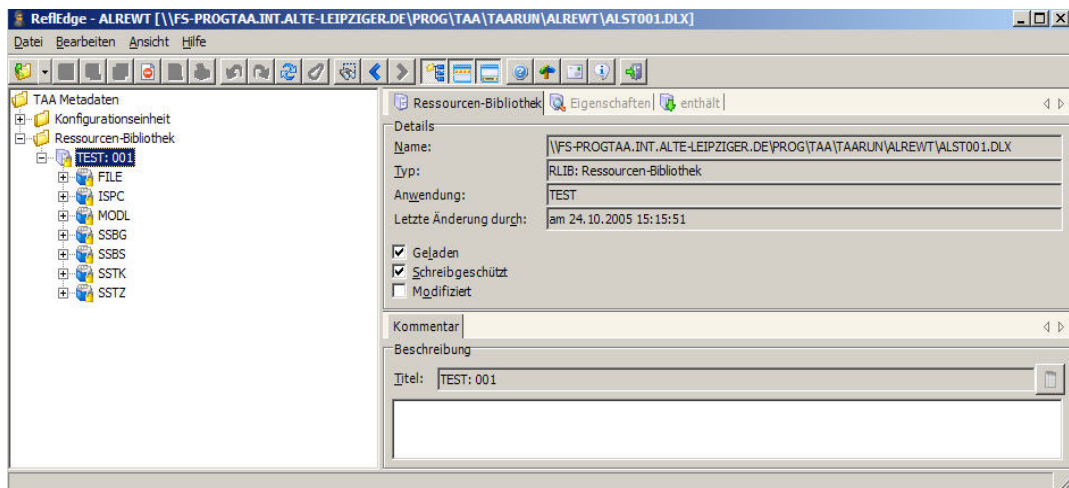 ReflEdge - ALREWT [\\FS-PROGTAA.INT.ALTE-LEIPZIGER.DE\PROG\TAA\TAARUN\ALREWT\ALST001.DLX]
Datei Bearbeiten Ansicht Hilfe
TAA Metadaten
Konfigurationseinheit
Ressourcen-Bibliothek
TEST: 001
FILE
ISPC
MODL
SSBG
SSBS
SSTK
SSTZ
Ressourcen-Bibliothek Eigenschaften enthält
Details
Name: \\FS-PROGTAA.INT.ALTE-LEIPZIGER.DE\PROG\TAA\TAARUN\ALREWT\ALST001.DLX
Typ: RLIB: Ressourcen-Bibliothek
Anwendung: TEST
Letzte Änderung durch: am 24.10.2005 15:15:51
Geladen
Schreibgeschützt
Modifiziert
Kommentar
Beschreibung
Titel: TEST: 001